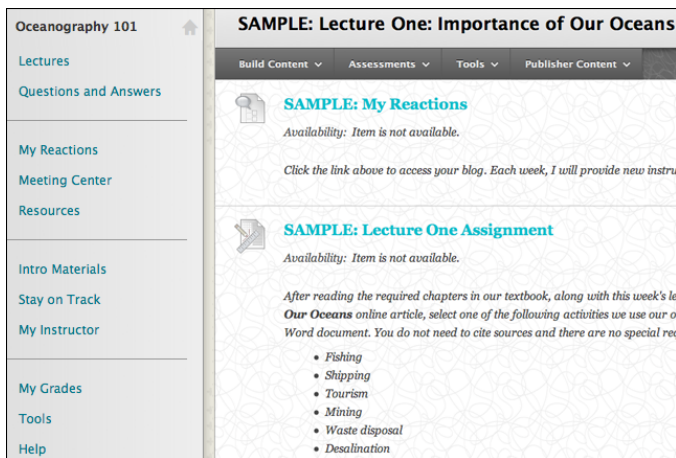 Oceanography 101
Lectures
Questions and Answers
My Reactions
Meeting Center
Resources
Intro Materials
Stay on Track
My Instructor
My Grades
Tools
Help
SAMPLE: Lecture One: Importance of Our Oceans
Build Content Assessments Tools Publisher Content
SAMPLE: My Reactions
Availability: Item is not available.
Click the link above to access your blog. Each week, I will provide new
SAMPLE: Lecture One Assignment
Availability: Item is not available.
After reading the required chapters in our textbook, along with this week's
Our Oceans online article, select one of the following activities we use our
Word document. You do not need to cite sources and there are no special
• Fishing
• Shipping
• Tourism
• Mining
• Waste disposal
• Desalination